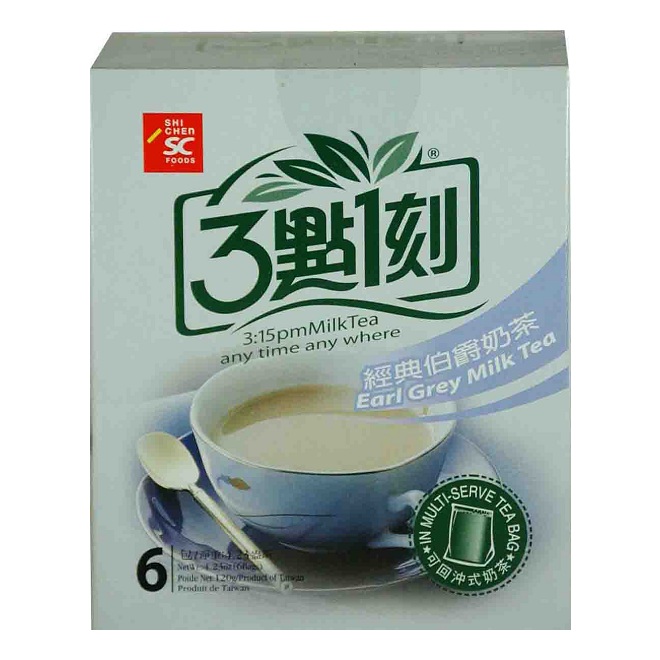 SHI
CHEN
SC
FOODS
3點1刻®
3:15pmMilkTea
any time any where
經典伯爵奶茶
Earl Grey Milk Tea
IN MULTI-SERVE TEA BAG
可回沖式奶茶
6
Poids Net 120g/Product of Taiwan
Produit de Taiwan